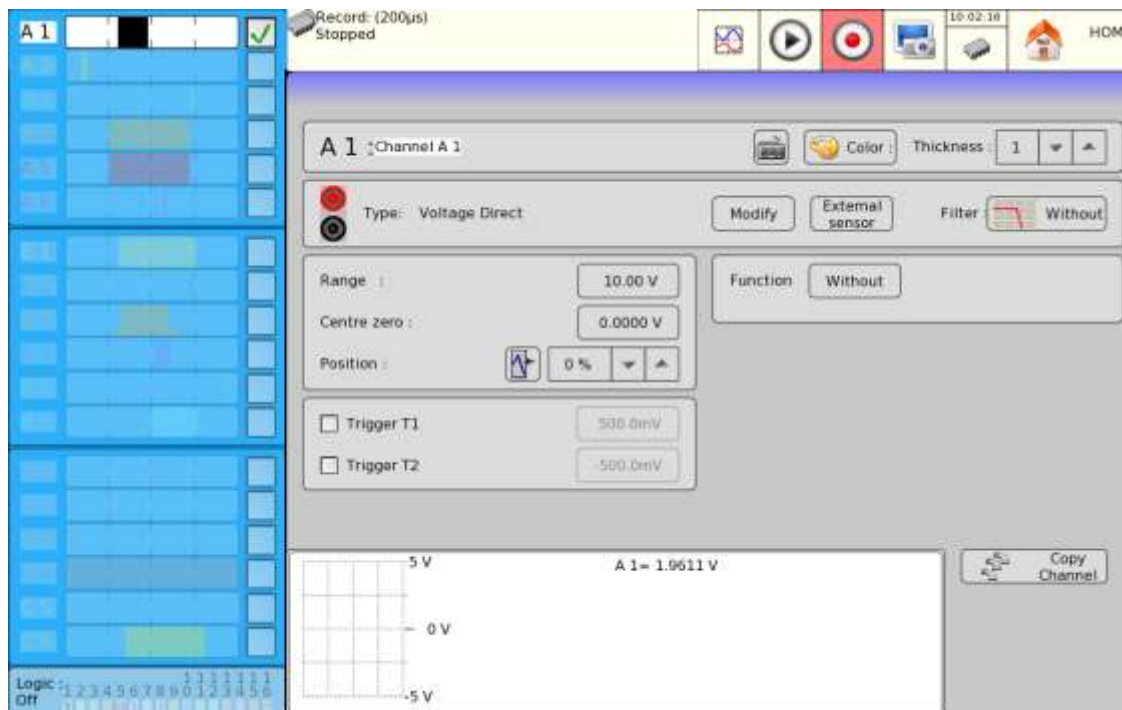 A 1
Record: (200µs)
Stopped
10:02:16
HOM
A 1 :Channel A 1
Color :
Thickness :
1
Type: Voltage Direct
Modify
External
sensor
Filter :
Without
Range :
10.00 V
Function
Without
Centre zero :
0.0000 V
Position :
0 %
Trigger T1
500.0mV
Trigger T2
-500.0mV
5 V
A 1= 1.9611 V
Copy
Channel
0 V
-5 V
Logic :
Off
1 1 1 1 1 1 1
1 2 3 4 5 6 7 8 9 0 1 2 3 4 5 6